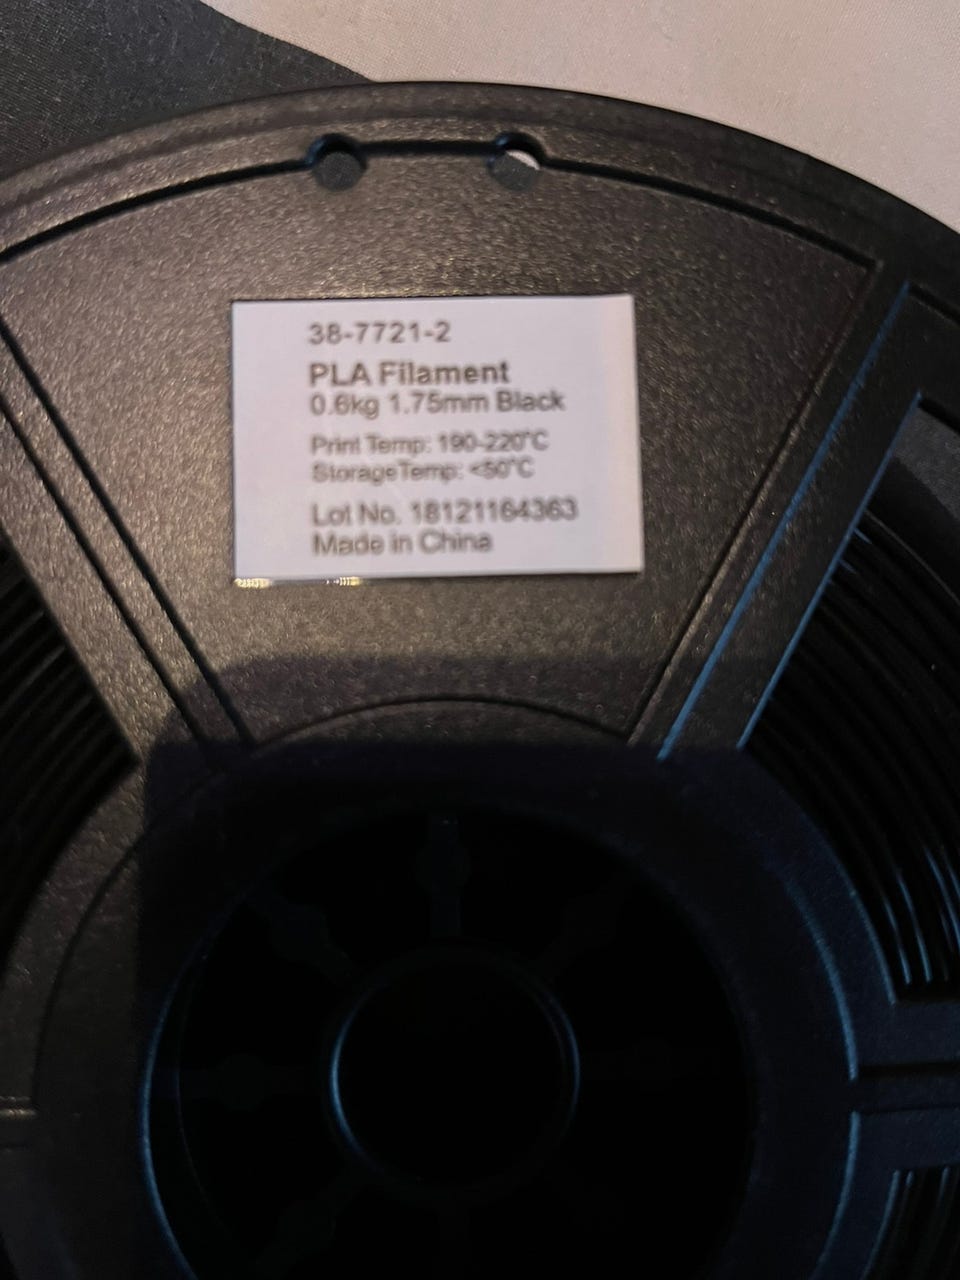 38-7721-2
PLA Filament
0.6kg 1.75mm Black
Print Temp: 190-220°C
StorageTemp: <50°C
Lot No. 18121164363
Made in China